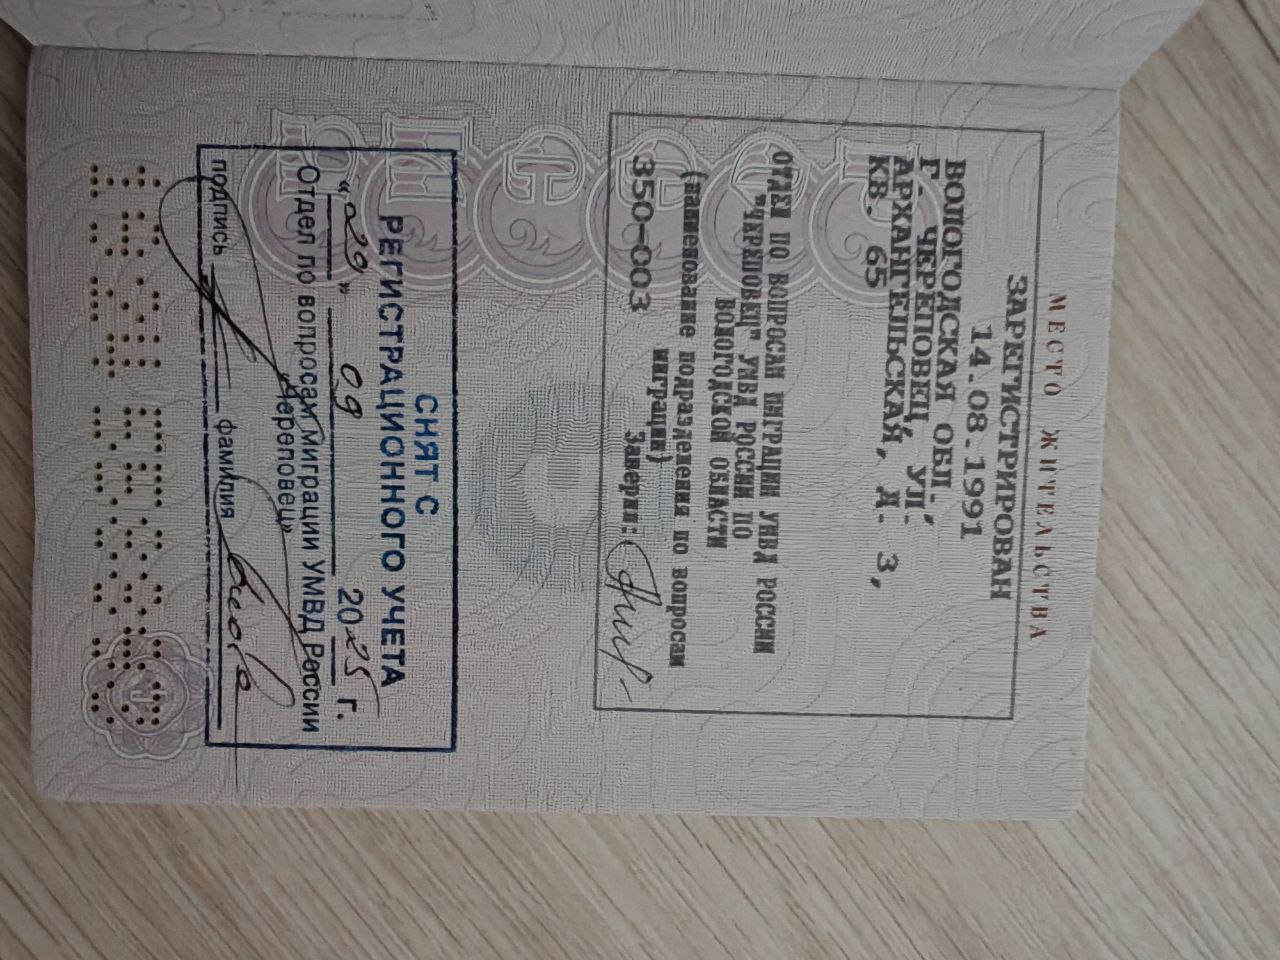 МЕСТО ЖИТЕЛЬСТВА
ЗАРЕГИСТРИРОВАН
14.08.1991
ВОЛОГОДСКАЯ ОБЛ.,
Г. ЧЕРЕПОВЕЦ, УЛ.
АРХАНГЕЛЬСКАЯ, Д. 3,
КВ. 65
ОТДЕЛ ПО ВОПРОСАМ МИГРАЦИИ УМВД РОССИИ
"ЧЕРЕПОВЕЦ" УМВД РОССИИ ПО
ВОЛОГОДСКОЙ ОБЛАСТИ
(наименование подразделения по вопросам
миграции)
350-003 Заверил:
СНЯТ С
РЕГИСТРАЦИОННОГО УЧЕТА
"29" 09 2025 г.
Отдел по вопросам миграции УМВД России
„Череповец“
подпись фамилия